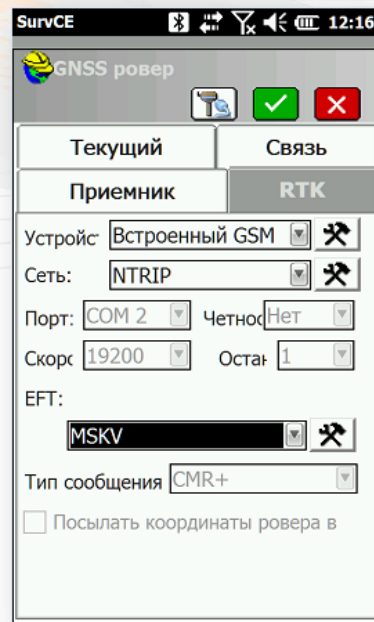 SurvCE 12:16
GNSS ровер
Текущий Связь
Приемник RTK
Устройс Встроенный GSM
Сеть: NTRIP
Порт: COM 2 Четнос Нет
Скорс 19200 Остан 1
EFT:
MSKV
Тип сообщения CMR+
Посылать координаты ровера в